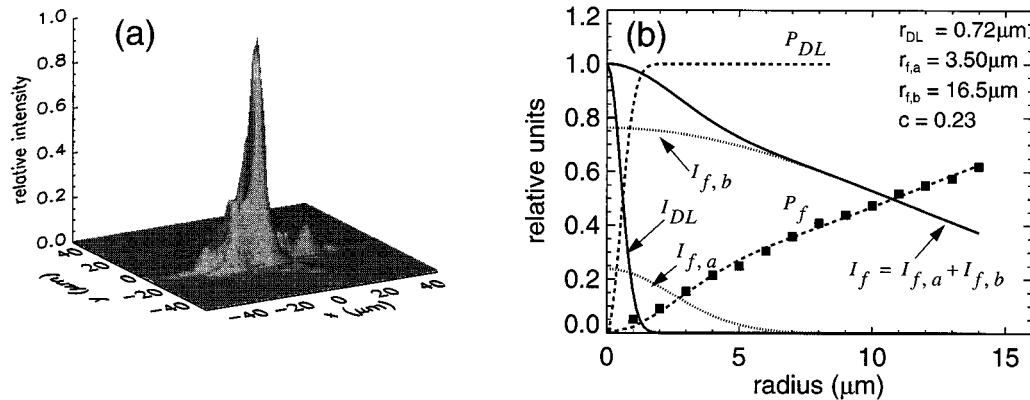 (a)
relative intensity
1.0
0.8
0.6
0.4
0.2
0.0
40
20
0
-20
-40
y (μm)
-40
-20
0
20
40
x (μm)
(b)
relative units
1.0
0.8
0.6
0.4
0.2
0.0
0
5
10
15
radius (μm)
P_DL
r_DL = 0.72μm
r_f,a = 3.50μm
r_f,b = 16.5μm
c = 0.23
I_f, b
I_DL
P_f
I_f, a
I_f = I_f, a + I_f, b